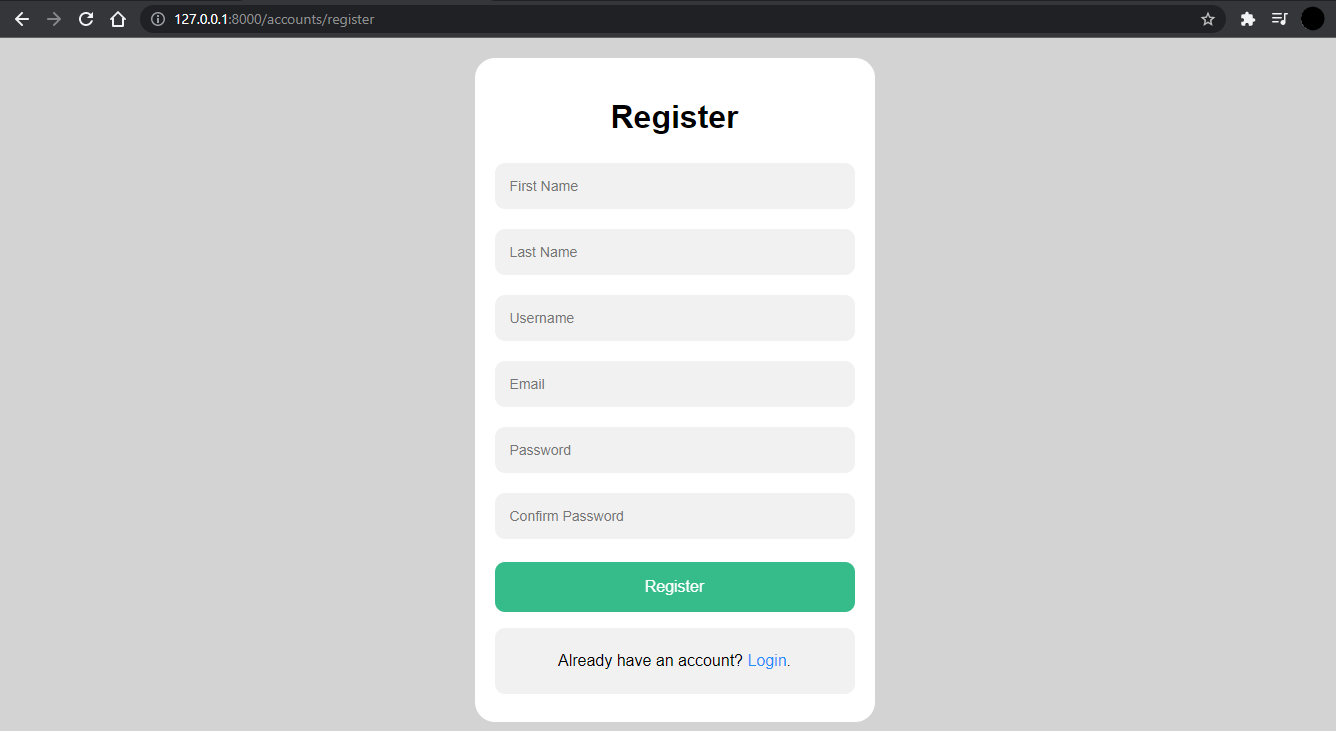 127.0.0.1:8000/accounts/register
Register
First Name
Last Name
Username
Email
Password
Confirm Password
Register
Already have an account? Login.